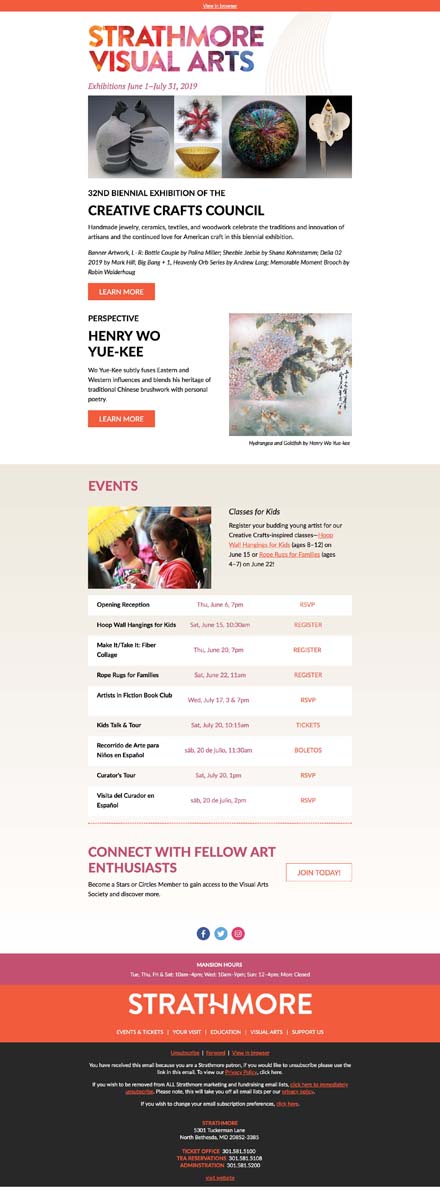 View in browser
STRATHMORE
VISUAL ARTS
Exhibitions June 1–July 31, 2019
32ND BIENNIAL EXHIBITION OF THE
CREATIVE CRAFTS COUNCIL
Handmade jewelry, ceramics, textiles, and woodwork celebrate the traditions and innovation of
artisans and the continued love for American craft in this biennial exhibition.
Banner Artwork, L - R: Bottle Couple by Polina Miller; Sheebie Jeebie by Shana Kohnstamm; Delia 02
2019 by Mark Hill, Big Bang + 1, Heavenly Orb Series by Andrew Lang; Memorable Moment Brooch by
Robin Walderhoug
LEARN MORE
PERSPECTIVE
HENRY WO
YUE-KEE
Wo Yue-Kee subtly fuses Eastern and
Western influences and blends his heritage of
traditional Chinese brushwork with personal
poetry.
LEARN MORE
Hydrangea and Goldfish by Henry Wo Yue-kee
EVENTS
Classes for Kids
Register your budding young artist for our
Creative Crafts-inspired classes—Hoop
Wall Hangings for Kids (ages 8–12) on
June 15 or Rope Rugs for Families (ages
4–7) on June 22!
Opening Reception Thu, June 6, 7pm RSVP
Hoop Wall Hangings for Kids Sat, June 15, 10:30am REGISTER
Make It/Take It: Fiber
Collage Thu, June 20, 7pm REGISTER
Rope Rugs for Families Sat, June 22, 11am REGISTER
Artists in Fiction Book Club Wed, July 17, 3 & 7pm RSVP
Kids Talk & Tour Sat, July 20, 10:15am TICKETS
Recorrido de Arte para
Niños en Español sáb, 20 de julio, 11:30am BOLETOS
Curator's Tour Sat, July 20, 1pm RSVP
Visita del Curador en
Español sáb, 20 de julio, 2pm RSVP
CONNECT WITH FELLOW ART
ENTHUSIASTS
JOIN TODAY!
Become a Stars or Circles Member to gain access to the Visual Arts
Society and discover more.
MANSION HOURS
Tue, Thu, Fri & Sat: 10am–4pm; Wed: 10am–9pm; Sun: 12–4pm; Mon: Closed
STRATHMORE
EVENTS & TICKETS | YOUR VISIT | EDUCATION | VISUAL ARTS | SUPPORT US
Unsubscribe | Forward | View in browser
You have received this email because you are a Strathmore patron, if you would like to unsubscribe please use the
link in this email. To view our Privacy Policy, click here.
If you wish to be removed from ALL Strathmore marketing and fundraising email lists, click here to immediately
unsubscribe. Please note, this will take you off all email lists per our privacy policy.
If you wish to change your email subscription preferences, click here.
STRATHMORE
5301 Tuckerman Lane
North Bethesda, MD 20852-3385
TICKET OFFICE 301.581.5100
TEA RESERVATIONS 301.581.5108
ADMINSTRATION 301.581.5200
visit website